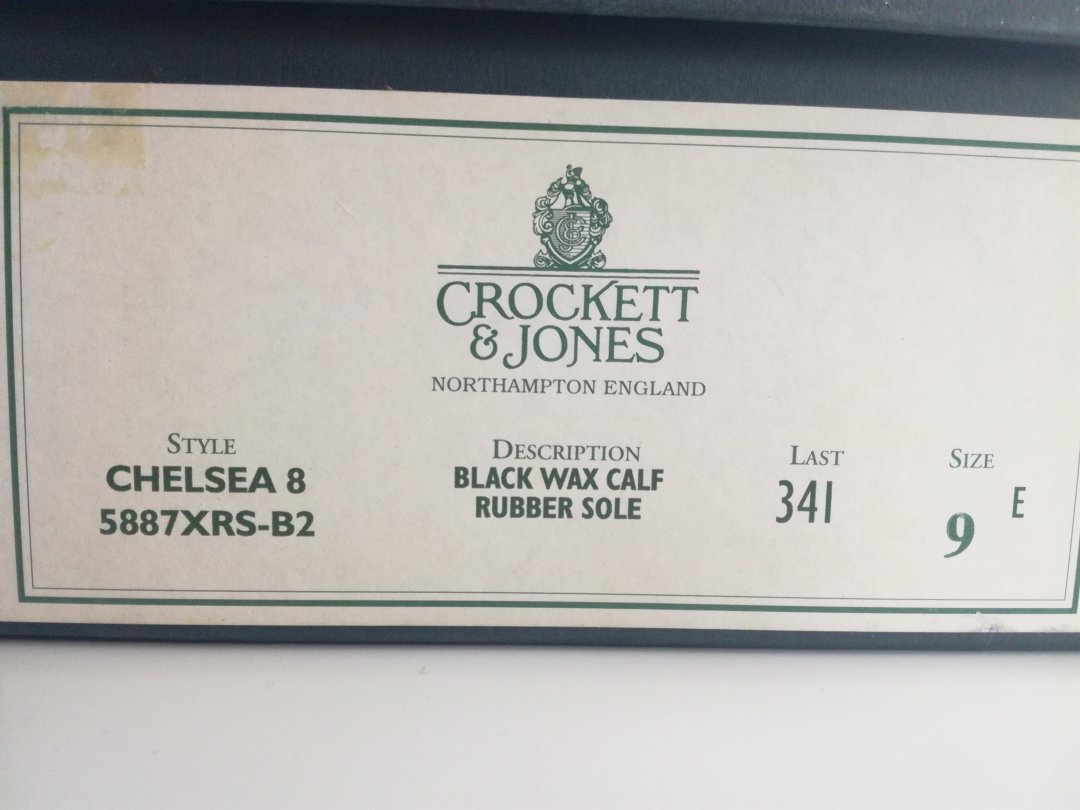 CROCKETT
& JONES
NORTHAMPTON ENGLAND
STYLE
CHELSEA 8
5887XRS-B2
DESCRIPTION
BLACK WAX CALF
RUBBER SOLE
LAST
341
SIZE
9 E